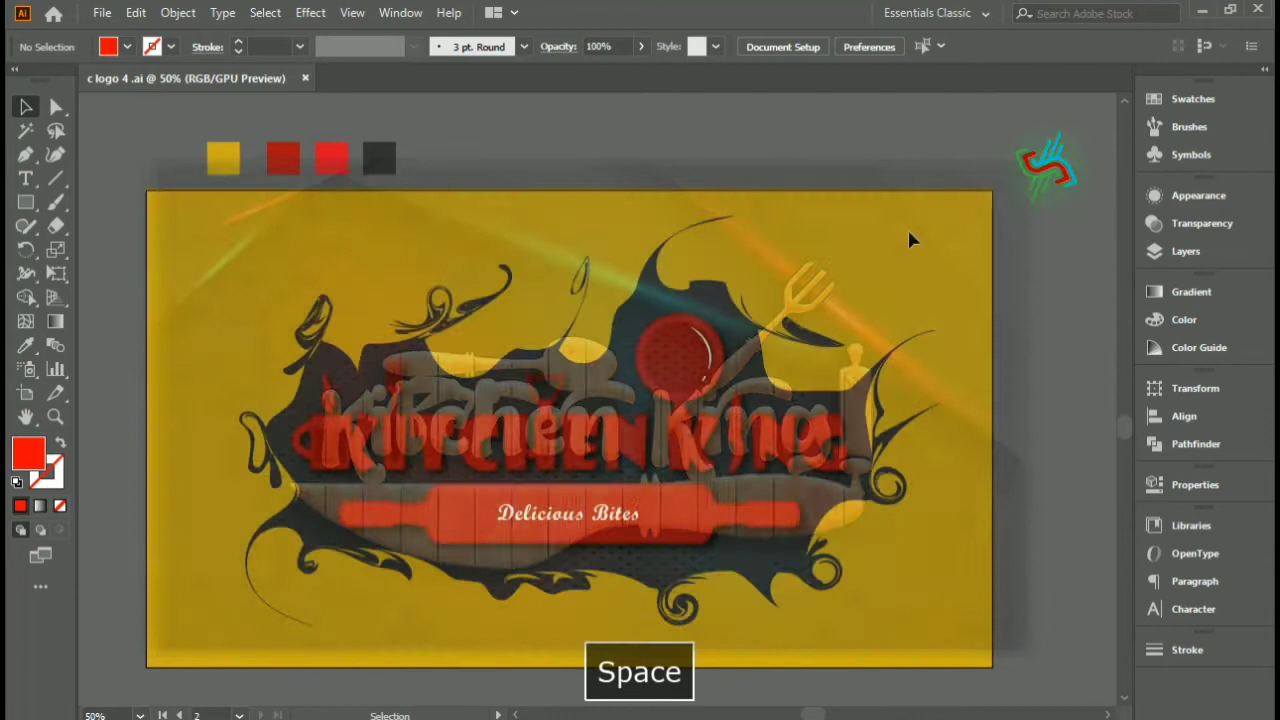 Ai File Edit Object Type Select Effect View Window Help Essentials Classic Search Adobe Stock
No Selection Stroke: 3 pt. Round Opacity: 100% Style: Document Setup Preferences
c logo 4 .ai @ 50% (RGB/GPU Preview)
Swatches
Brushes
Symbols
Appearance
Transparency
Layers
Gradient
Color
Color Guide
Transform
Align
Pathfinder
Properties
Libraries
OpenType
Paragraph
Character
Stroke
Kitchen King
KITCHEN KING
Delicious Bites
Space
50% 2 Selection